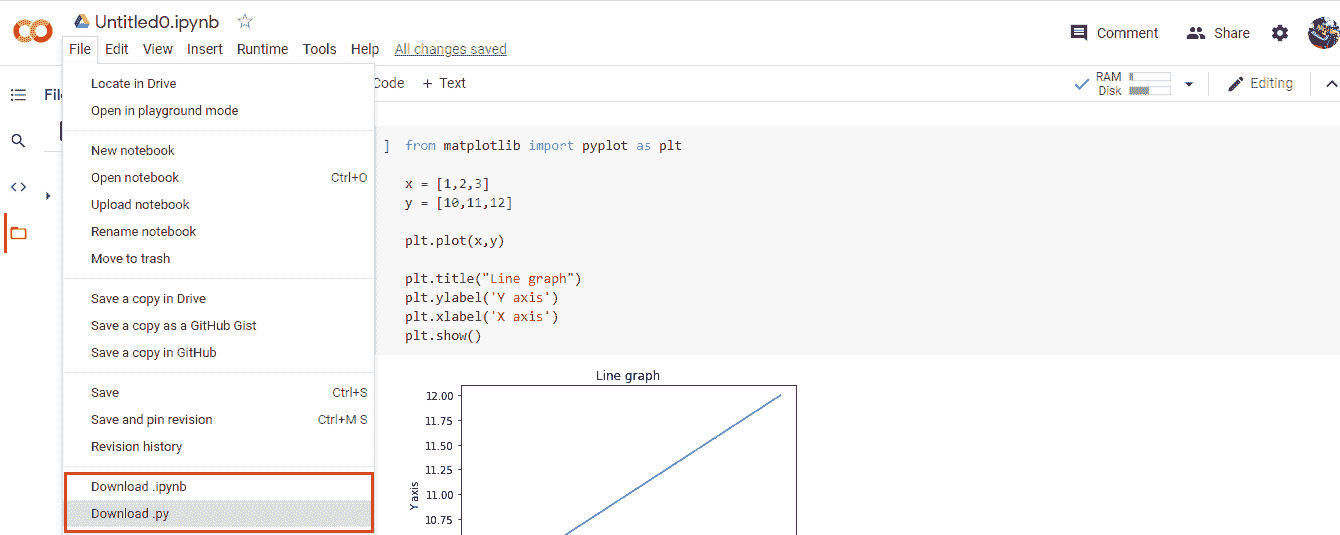 Untitled0.ipynb
File Edit View Insert Runtime Tools Help All changes saved
Comment Share
Locate in Drive
Open in playground mode
New notebook
Open notebook Ctrl+O
Upload notebook
Rename notebook
Move to trash
Save a copy in Drive
Save a copy as a GitHub Gist
Save a copy in GitHub
Save Ctrl+S
Save and pin revision Ctrl+M S
Revision history
Download .ipynb
Download .py
Code + Text
RAM
Disk
Editing
] from matplotlib import pyplot as plt
x = [1,2,3]
y = [10,11,12]
plt.plot(x,y)
plt.title("Line graph")
plt.ylabel('Y axis')
plt.xlabel('X axis')
plt.show()
Line graph
12.00
11.75
11.50
11.25
11.00
10.75
Y axis